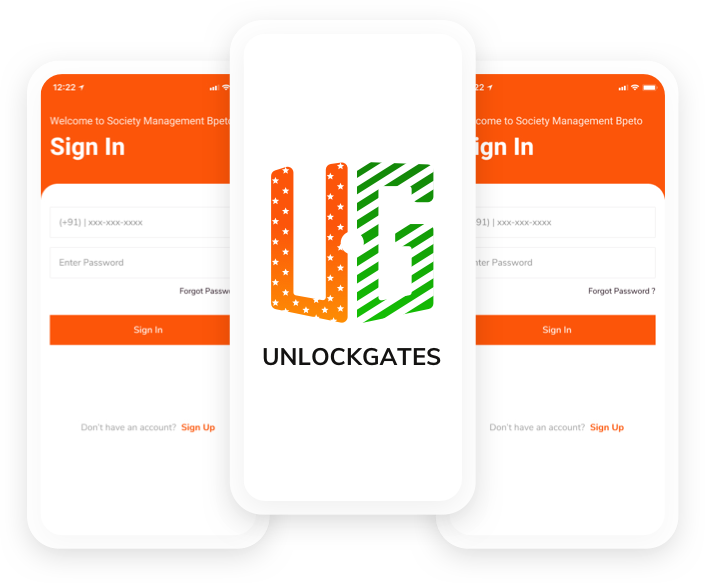 12:22
Welcome to Society Management Bpeto
Sign In
(+91) | xxx-xxx-xxxx
Enter Password
Forgot Passw
Sign In
Don't have an account? Sign Up
UG
UNLOCKGATES
22
come to Society Management Bpeto
ign In
91) | xxx-xxx-xxxx
nter Password
Forgot Password ?
Sign In
Don't have an account? Sign Up